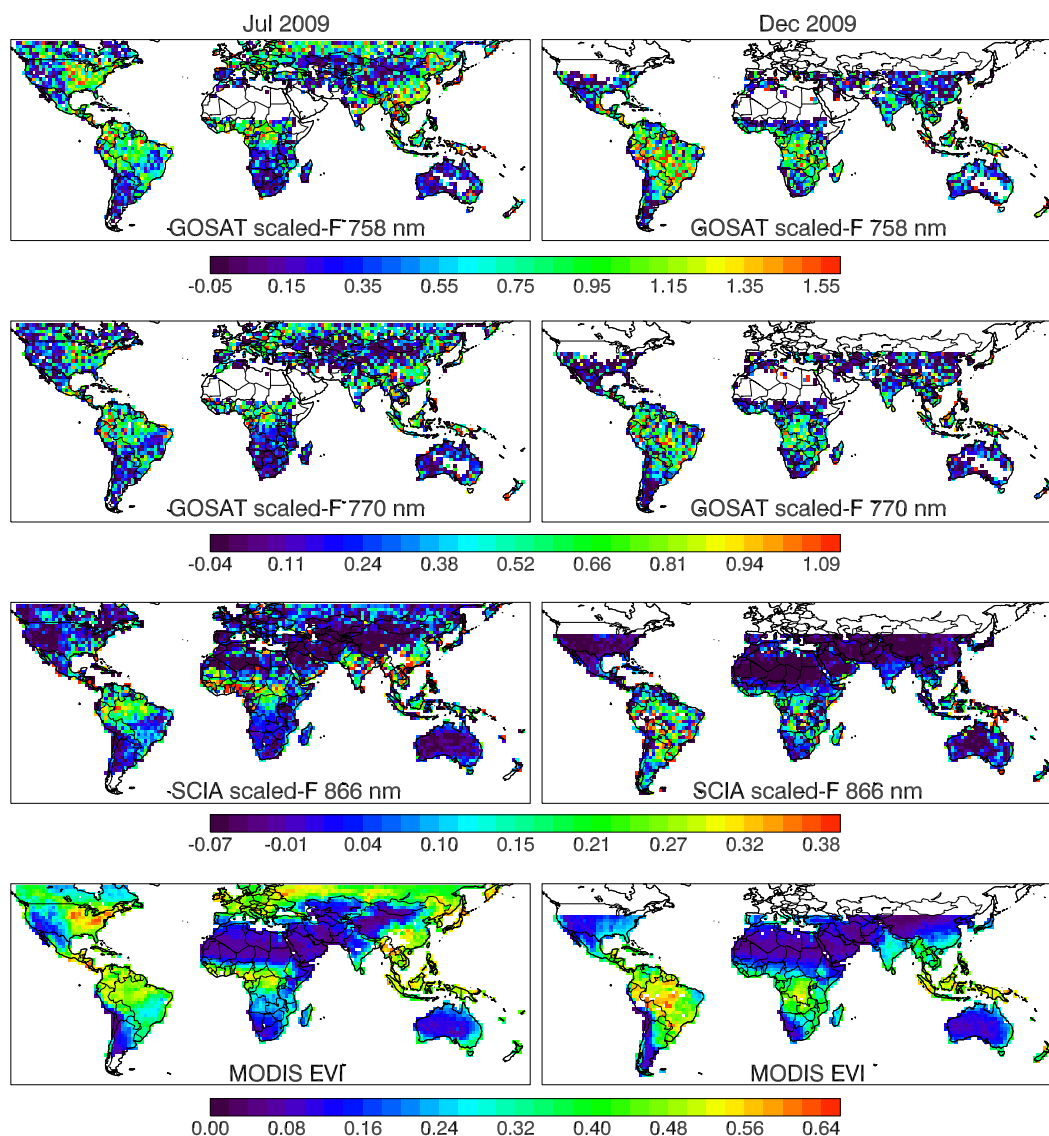 Jul 2009 Dec 2009
GOSAT scaled-F 758 nm GOSAT scaled-F 758 nm
-0.05 0.15 0.35 0.55 0.75 0.95 1.15 1.35 1.55
GOSAT scaled-F 770 nm GOSAT scaled-F 770 nm
-0.04 0.11 0.24 0.38 0.52 0.66 0.81 0.94 1.09
SCIA scaled-F 866 nm SCIA scaled-F 866 nm
-0.07 -0.01 0.04 0.10 0.15 0.21 0.27 0.32 0.38
MODIS EVI MODIS EVI
0.00 0.08 0.16 0.24 0.32 0.40 0.48 0.56 0.64